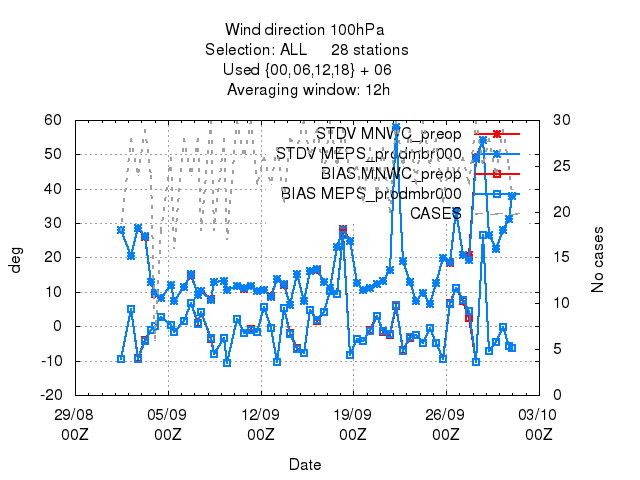 Wind direction 100hPa
Selection: ALL 28 stations
Used {00,06,12,18} + 06
Averaging window: 12h
STDV MNWC_preop
STDV MEPS_prodmbr000
BIAS MNWC_preop
BIAS MEPS_prodmbr000
CASES
60
50
40
30
20
10
0
-10
-20
deg
30
25
20
15
10
5
0
No cases
29/08 05/09 12/09 19/09 26/09 03/10
00Z 00Z 00Z 00Z 00Z 00Z
Date